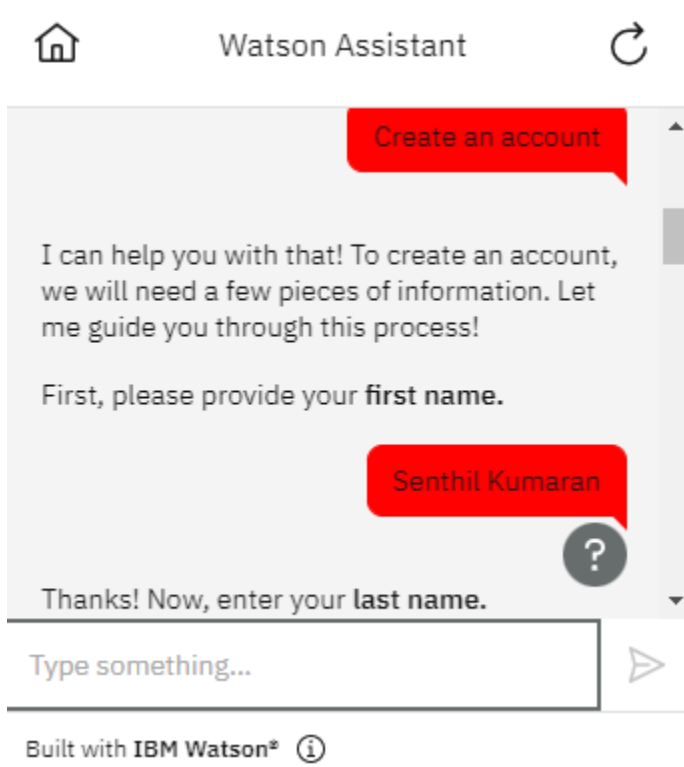 Watson Assistant
Create an account
I can help you with that! To create an account,
we will need a few pieces of information. Let
me guide you through this process!
First, please provide your first name.
Senthil Kumaran
?
Thanks! Now, enter your last name.
Type something...
Built with IBM Watson®